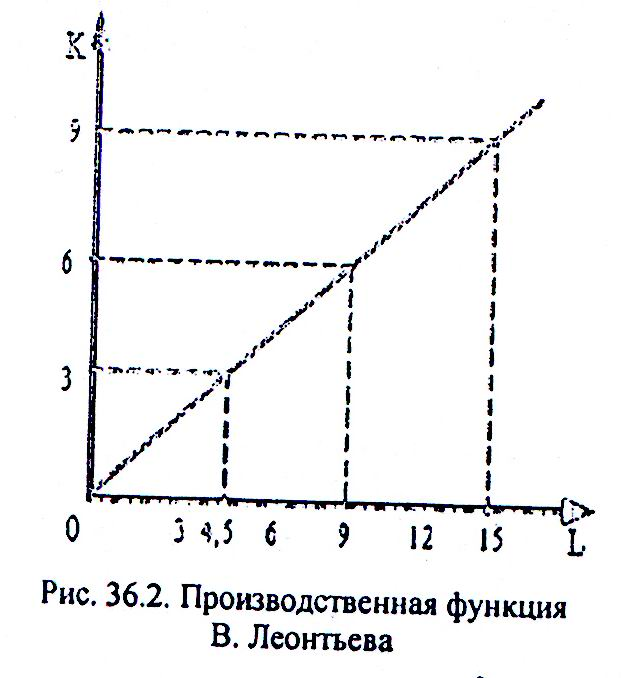 K
9
6
3
0 3 4,5 6 9 12 15 L
Рис. 36.2. Производственная функция
В. Леонтьева